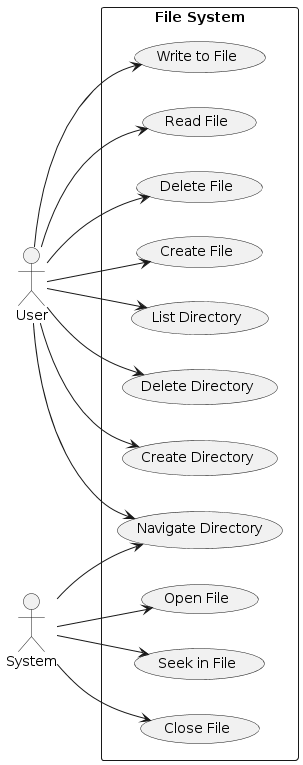 File System
Write to File
Read File
Delete File
Create File
User
List Directory
Delete Directory
Create Directory
Navigate Directory
Open File
System
Seek in File
Close File